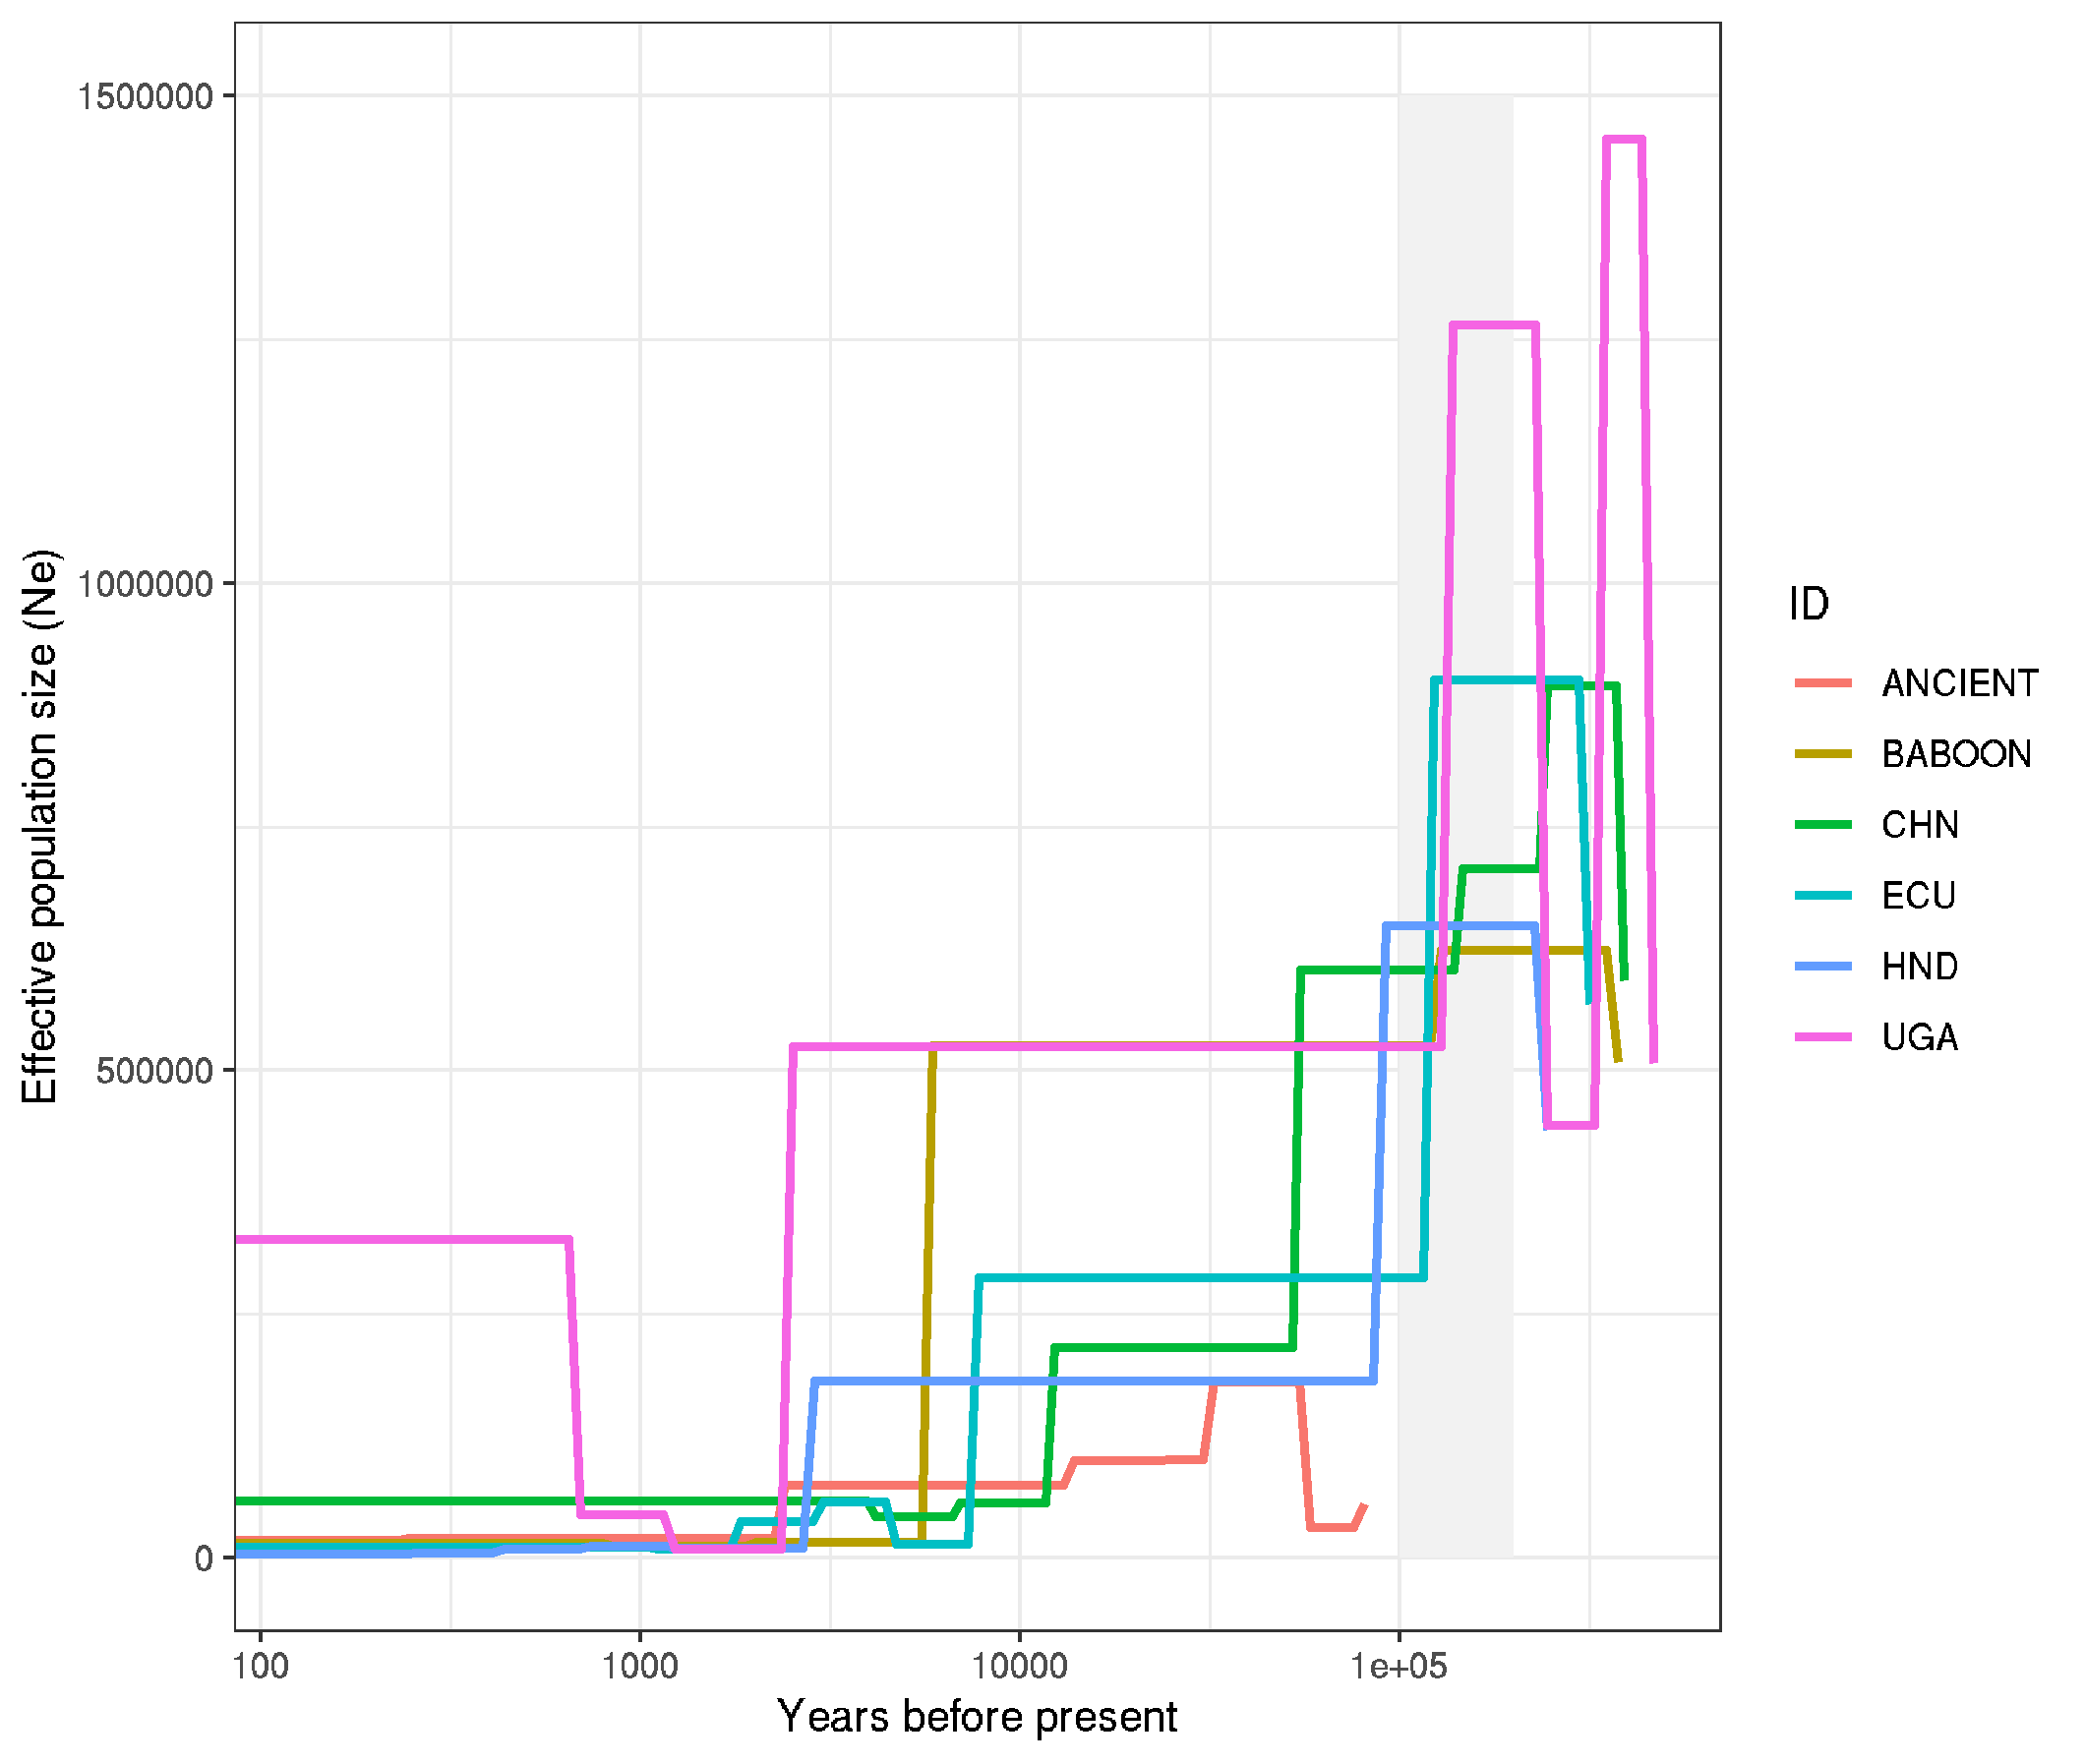 1500000
1000000
500000
0
Effective population size (Ne)
100 1000 10000 1e+05
Years before present
ID
ANCIENT
BABOON
CHN
ECU
HND
UGA